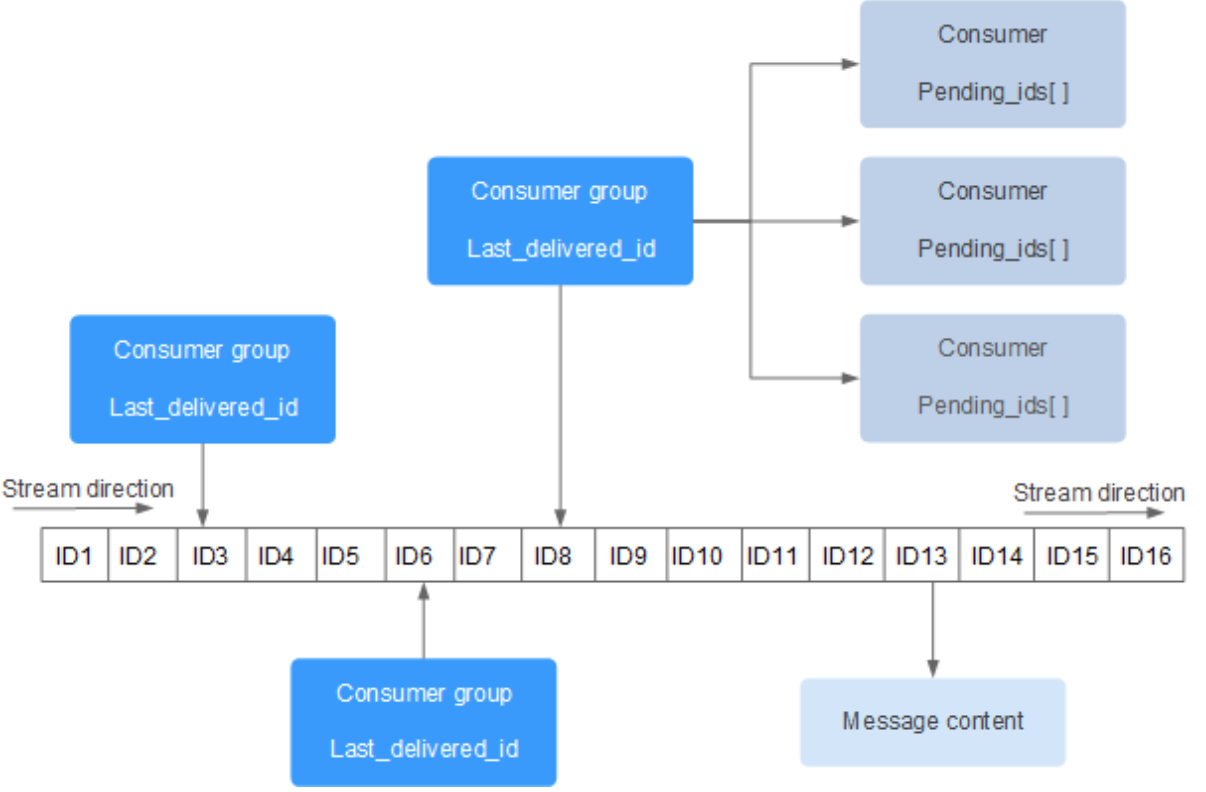 Consumer
Pending_ids[ ]
Consumer group
Last_delivered_id
Consumer
Pending_ids[ ]
Consumer group
Last_delivered_id
Consumer
Pending_ids[ ]
Stream direction
Stream direction
ID1 ID2 ID3 ID4 ID5 ID6 ID7 ID8 ID9 ID10 ID11 ID12 ID13 ID14 ID15 ID16
Consumer group
Last_delivered_id
Message content